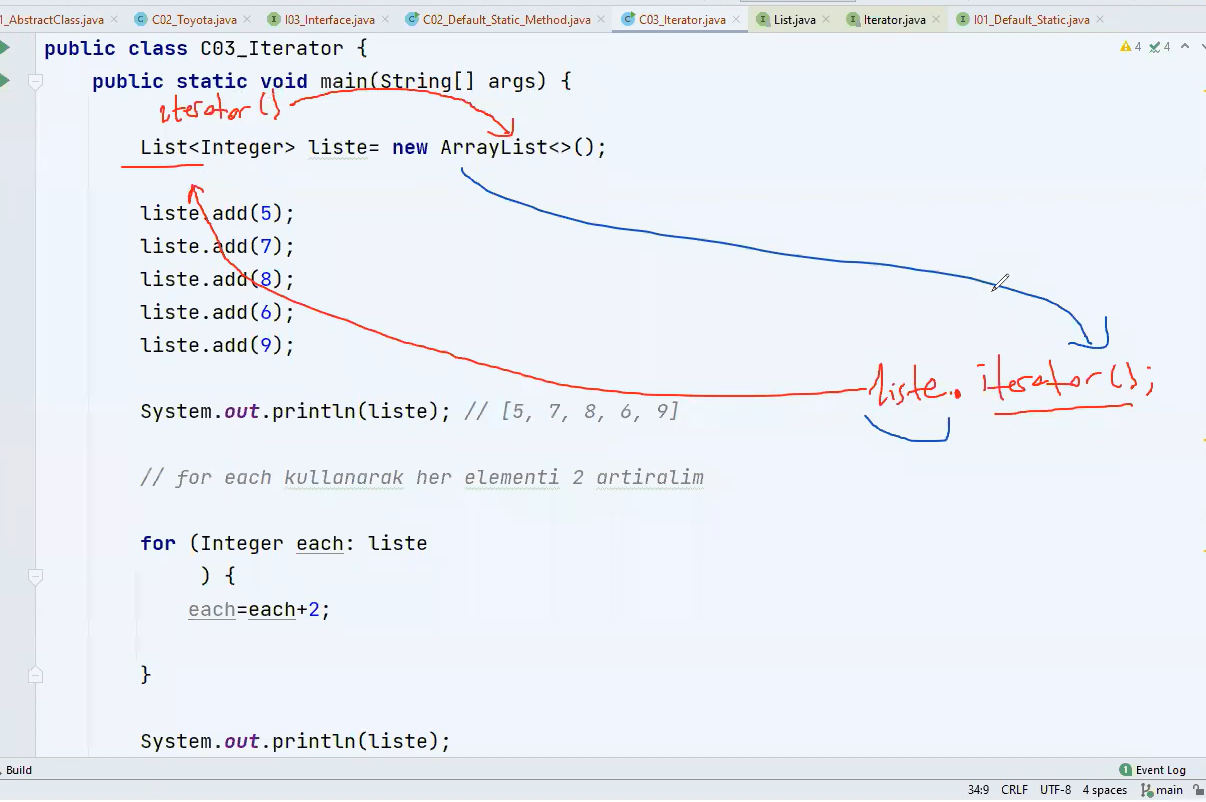 1_AbstractClass.java C02_Toyota.java I03_Interface.java C02_Default_Static_Method.java C03_Iterator.java List.java Iterator.java I01_Default_Static.java
public class C03_Iterator {
4 4
public static void main(String[] args) {
iterator()
List<Integer> liste= new ArrayList<>();
liste.add(5);
liste.add(7);
liste.add(8);
liste.add(6);
liste.add(9);
liste. iterator();
System.out.println(liste); // [5, 7, 8, 6, 9]
// for each kullanarak her elementi 2 artiralim
for (Integer each: liste
) {
each=each+2;
}
System.out.println(liste);
Build 1 Event Log
34:9 CRLF UTF-8 4 spaces main